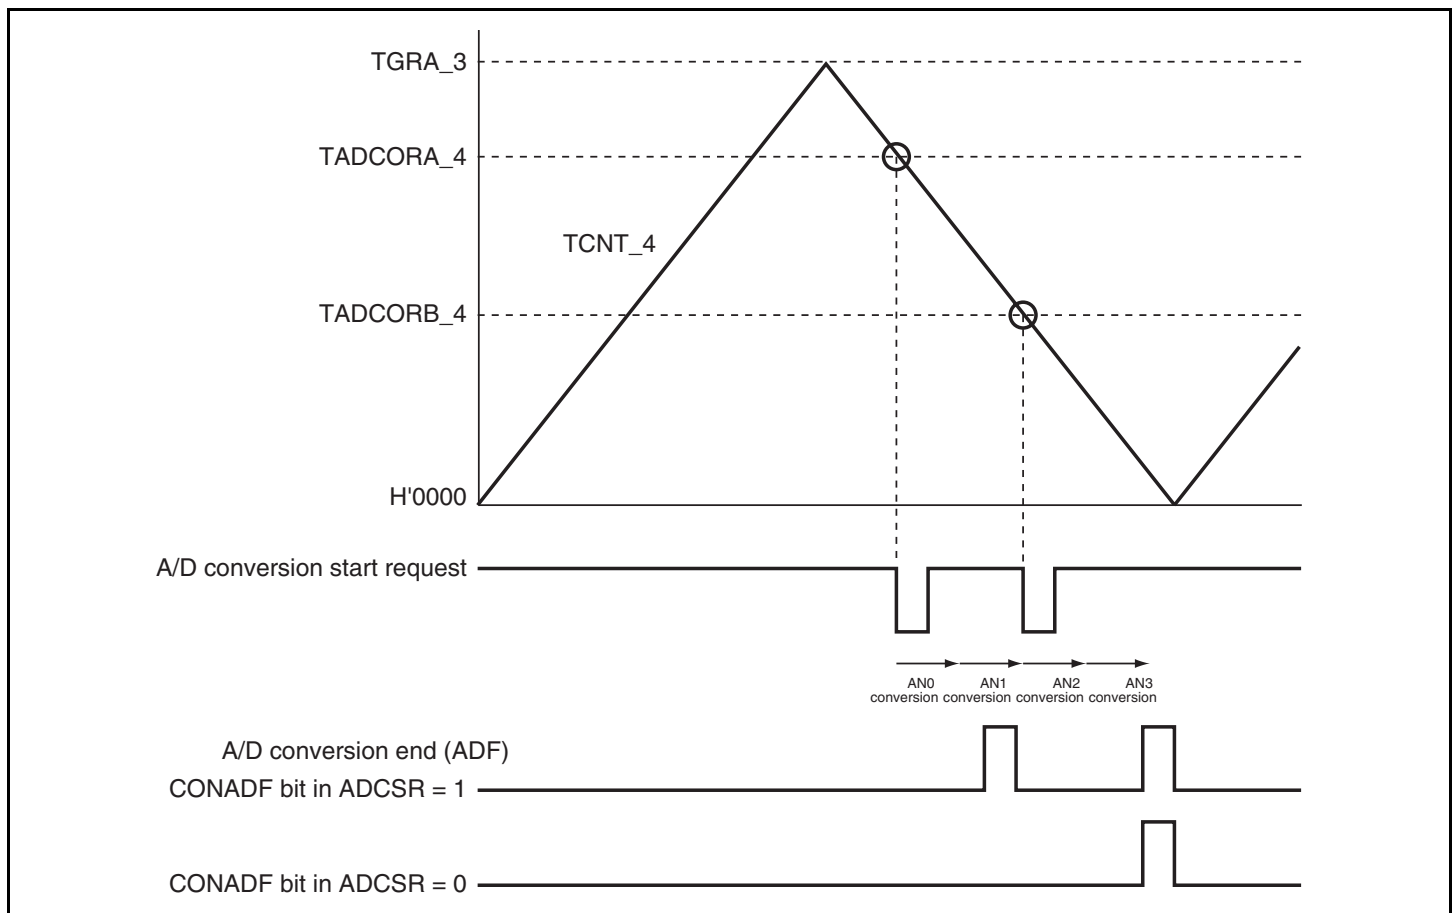 TGRA_3
TADCORA_4
TCNT_4
TADCORB_4
H'0000
A/D conversion start request
AN0 AN1 AN2 AN3
conversion conversion conversion conversion
A/D conversion end (ADF)
CONADF bit in ADCSR = 1
CONADF bit in ADCSR = 0